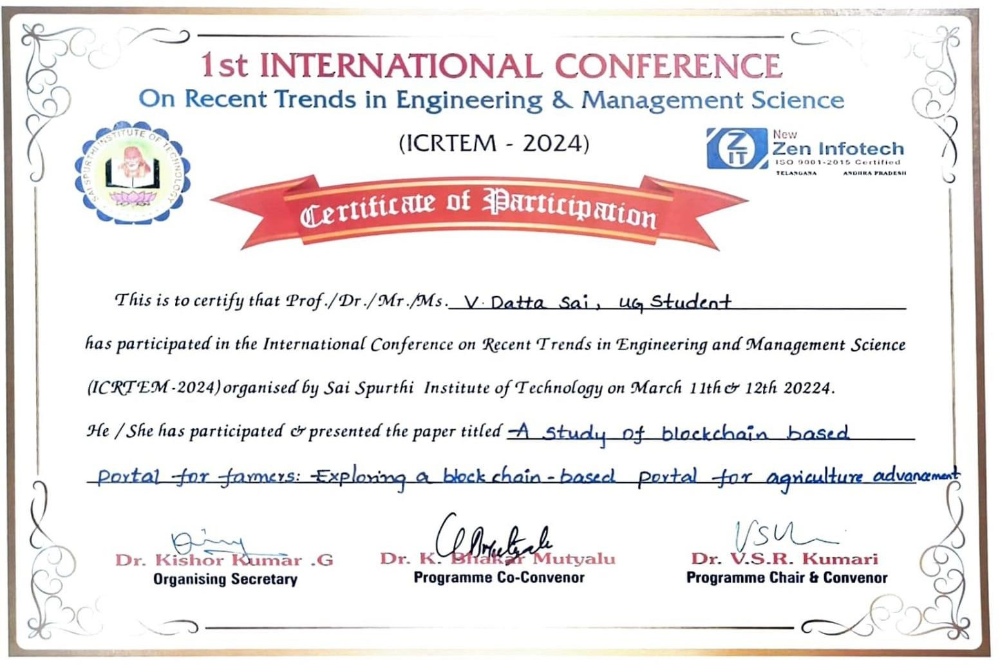 1st INTERNATIONAL CONFERENCE
On Recent Trends in Engineering & Management Science
(ICRTEM - 2024)
SAI SPURTHI INSTITUTE OF TECHNOLOGY
ZIT
New
Zen Infotech
ISO 9001-2015 Certified
TELANGANA ANDHRA PRADESH
Certificate of Participation
This is to certify that Prof./Dr./Mr./Ms. V. Datta Sai, UG Student
has participated in the International Conference on Recent Trends in Engineering and Management Science
(ICRTEM-2024) organised by Sai Spurthi Institute of Technology on March 11th & 12th 20224.
He / She has participated & presented the paper titled A study of blockchain based
portal for farmers: Exploring a block chain-based portal for agriculture advancement
Dr. Kishor Kumar .G
Organising Secretary
Dr. K. Bhakar Mutyalu
Programme Co-Convenor
VSR
Dr. V.S.R. Kumari
Programme Chair & Convenor